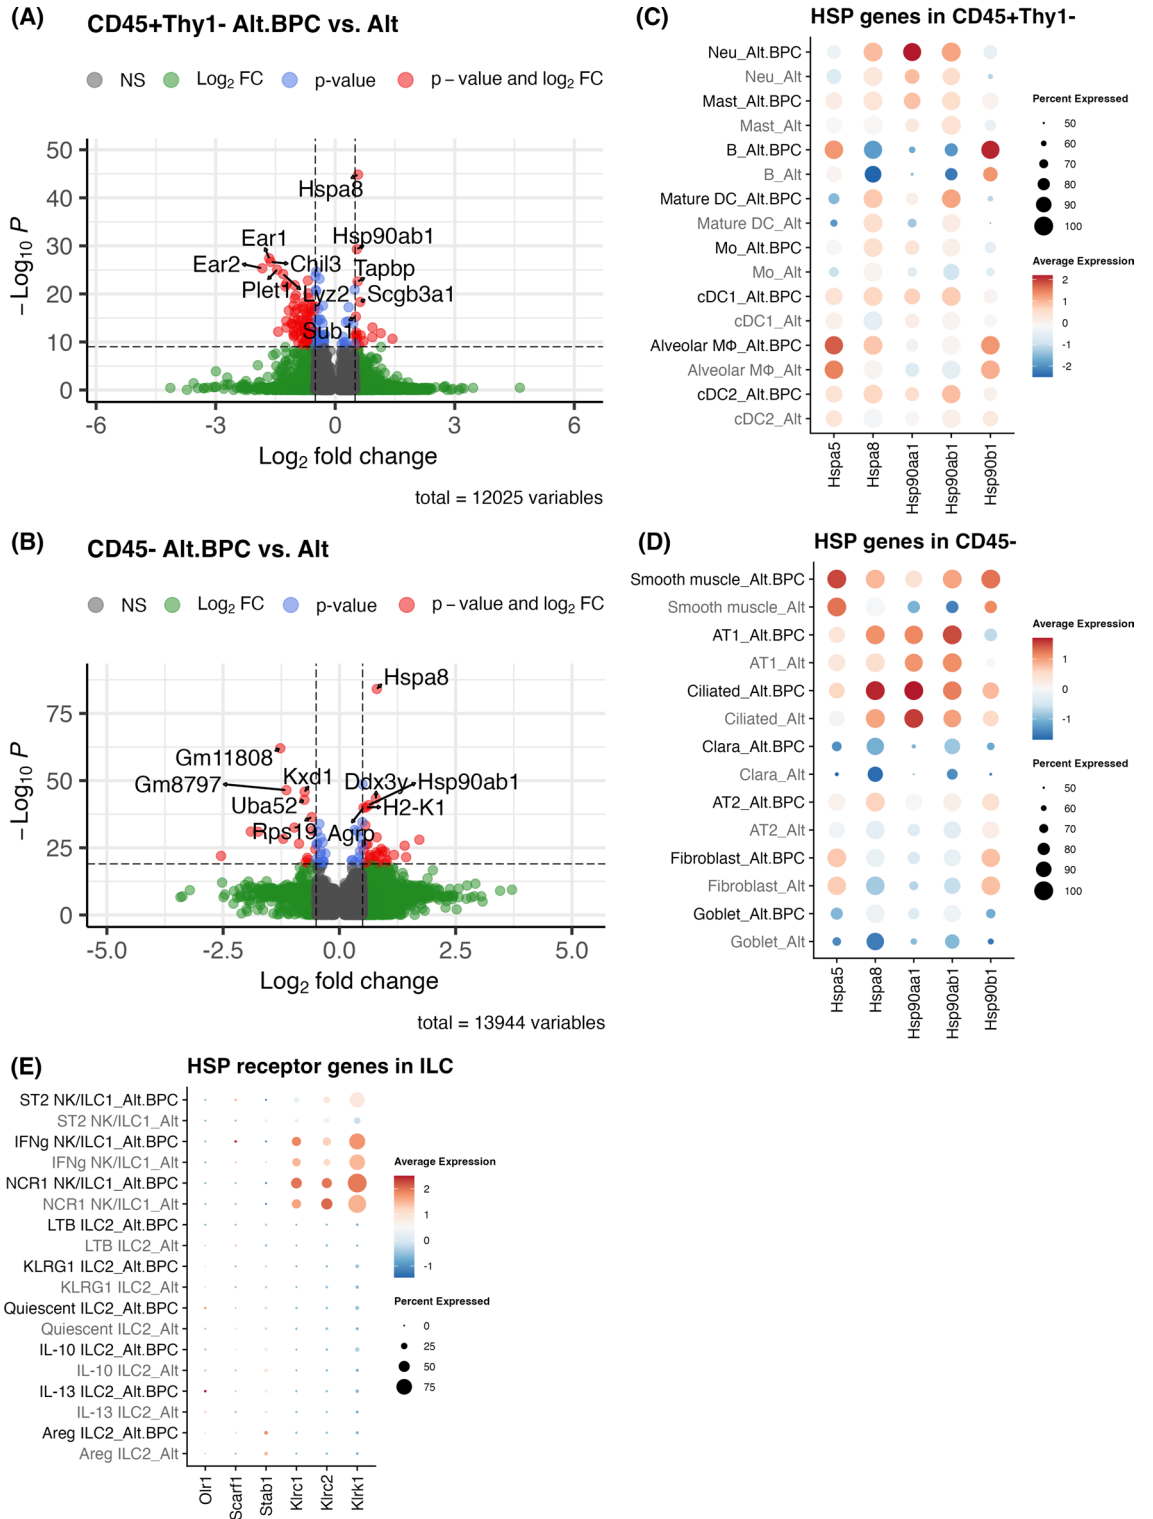 (A)
CD45+Thy1- Alt.BPC vs. Alt
NS
Log2 FC
p-value
p – value and log2 FC
50
40
30
20
10
0
– Log10 P
Hspa8
Hsp90ab1
Ear1
Ear2
Chil3
Tapbp
Plet1
Lyz2
Scgb3a1
Sub1
-6
-3
0
3
6
Log2 fold change
total = 12025 variables
(B)
CD45- Alt.BPC vs. Alt
NS
Log2 FC
p-value
p – value and log2 FC
75
50
25
0
– Log10 P
Hspa8
Gm11808
Gm8797
Kxd1
Ddx3y
Hsp90ab1
Uba52
H2-K1
Rps19
Agrp
-5.0
-2.5
0.0
2.5
5.0
Log2 fold change
total = 13944 variables
(C)
HSP genes in CD45+Thy1-
Neu_Alt.BPC
Neu_Alt
Mast_Alt.BPC
Mast_Alt
B_Alt.BPC
B_Alt
Mature DC_Alt.BPC
Mature DC_Alt
Mo_Alt.BPC
Mo_Alt
cDC1_Alt.BPC
cDC1_Alt
Alveolar MΦ_Alt.BPC
Alveolar MΦ_Alt
cDC2_Alt.BPC
cDC2_Alt
Hspa5
Hspa8
Hsp90aa1
Hsp90ab1
Hsp90b1
Percent Expressed
50
60
70
80
90
100
Average Expression
2
1
0
-1
-2
(D)
HSP genes in CD45-
Smooth muscle_Alt.BPC
Smooth muscle_Alt
AT1_Alt.BPC
AT1_Alt
Ciliated_Alt.BPC
Ciliated_Alt
Clara_Alt.BPC
Clara_Alt
AT2_Alt.BPC
AT2_Alt
Fibroblast_Alt.BPC
Fibroblast_Alt
Goblet_Alt.BPC
Goblet_Alt
Hspa5
Hspa8
Hsp90aa1
Hsp90ab1
Hsp90b1
Average Expression
1
0
-1
Percent Expressed
50
60
70
80
90
100
(E)
HSP receptor genes in ILC
ST2 NK/ILC1_Alt.BPC
ST2 NK/ILC1_Alt
IFNg NK/ILC1_Alt.BPC
IFNg NK/ILC1_Alt
NCR1 NK/ILC1_Alt.BPC
NCR1 NK/ILC1_Alt
LTB ILC2_Alt.BPC
LTB ILC2_Alt
KLRG1 ILC2_Alt.BPC
KLRG1 ILC2_Alt
Quiescent ILC2_Alt.BPC
Quiescent ILC2_Alt
IL-10 ILC2_Alt.BPC
IL-10 ILC2_Alt
IL-13 ILC2_Alt.BPC
IL-13 ILC2_Alt
Areg ILC2_Alt.BPC
Areg ILC2_Alt
Olr1
Scarf1
Stab1
Klrc1
Klrc2
Klrk1
Average Expression
2
1
0
-1
Percent Expressed
0
25
50
75